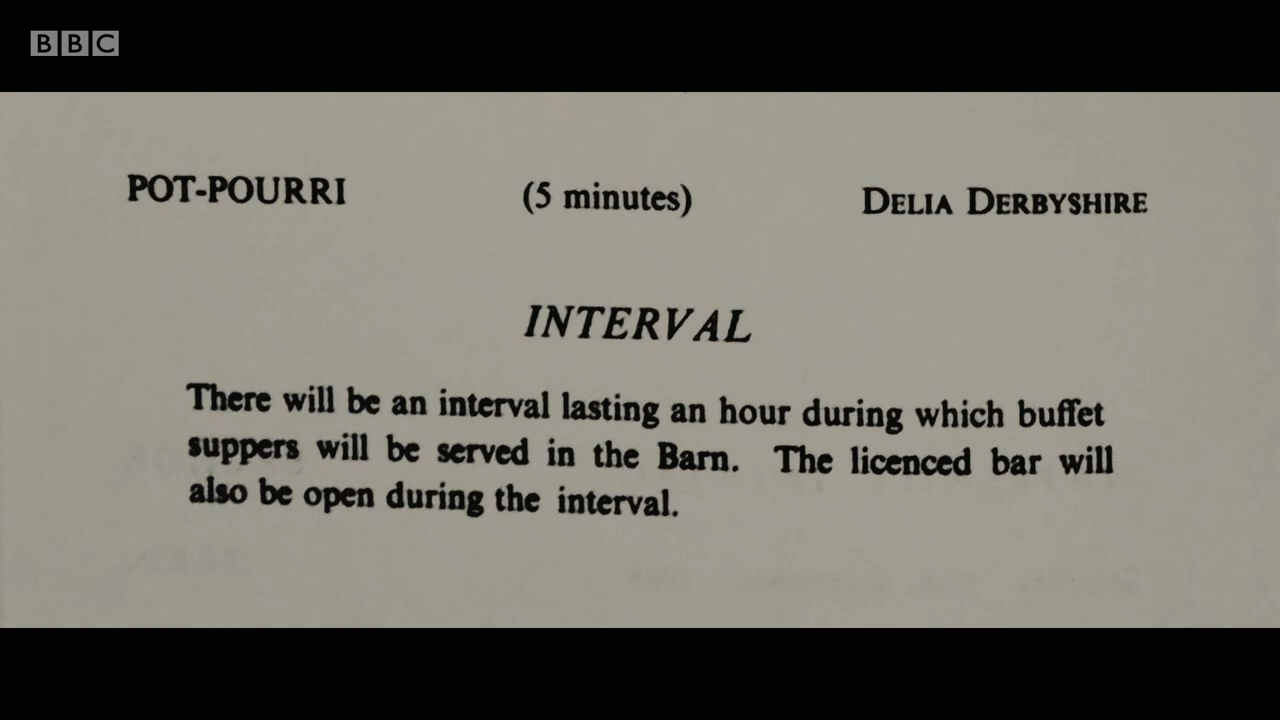 BBC
POT-POURRI (5 minutes) DELIA DERBYSHIRE
INTERVAL
There will be an interval lasting an hour during which buffet
suppers will be served in the Barn. The licenced bar will
also be open during the interval.